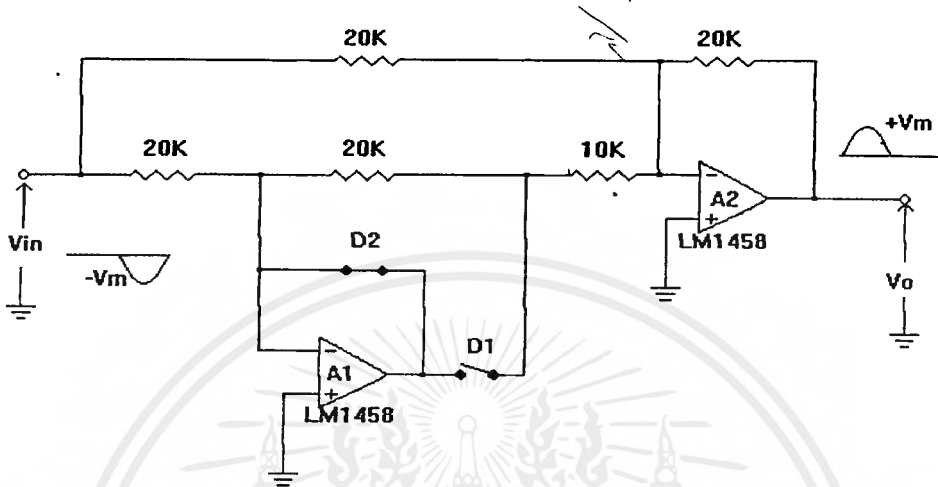 20K
20K
+Vm
20K
20K
10K
Vin
-Vm
D2
-
A2
+
LM1458
Vo
-
A1
+
LM1458
D1